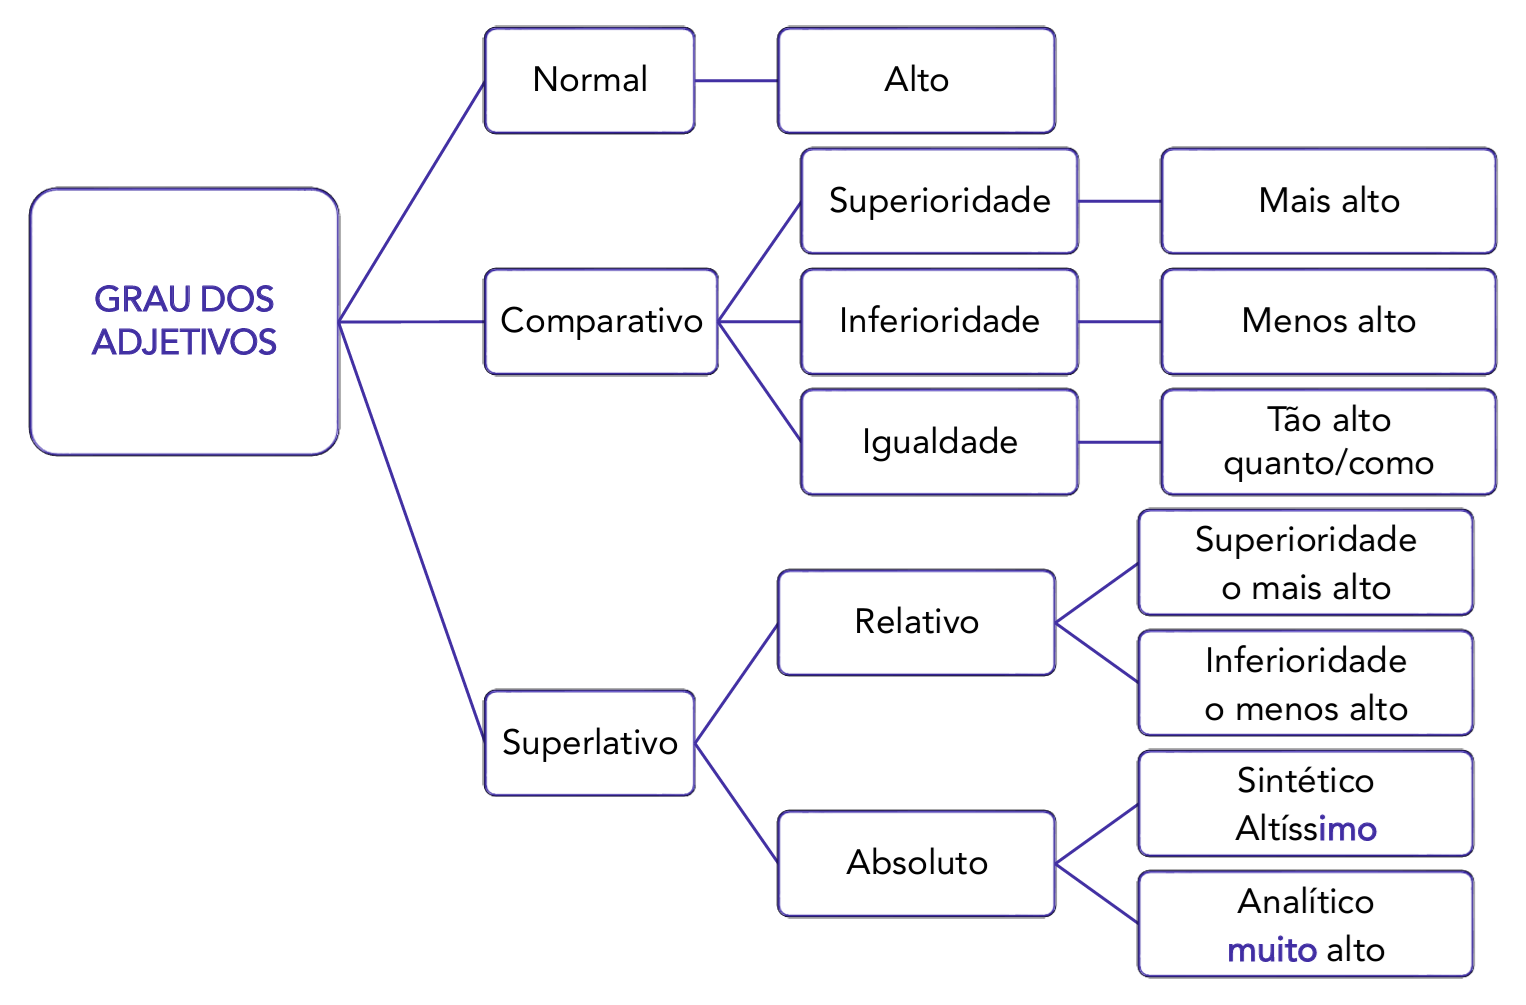 GRAU DOS
ADJETIVOS
Normal
Alto
Comparativo
Superioridade
Mais alto
Inferioridade
Menos alto
Igualdade
Tão alto
quanto/como
Superlativo
Relativo
Superioridade
o mais alto
Inferioridade
o menos alto
Absoluto
Sintético
Altíssimo
Analítico
muito alto